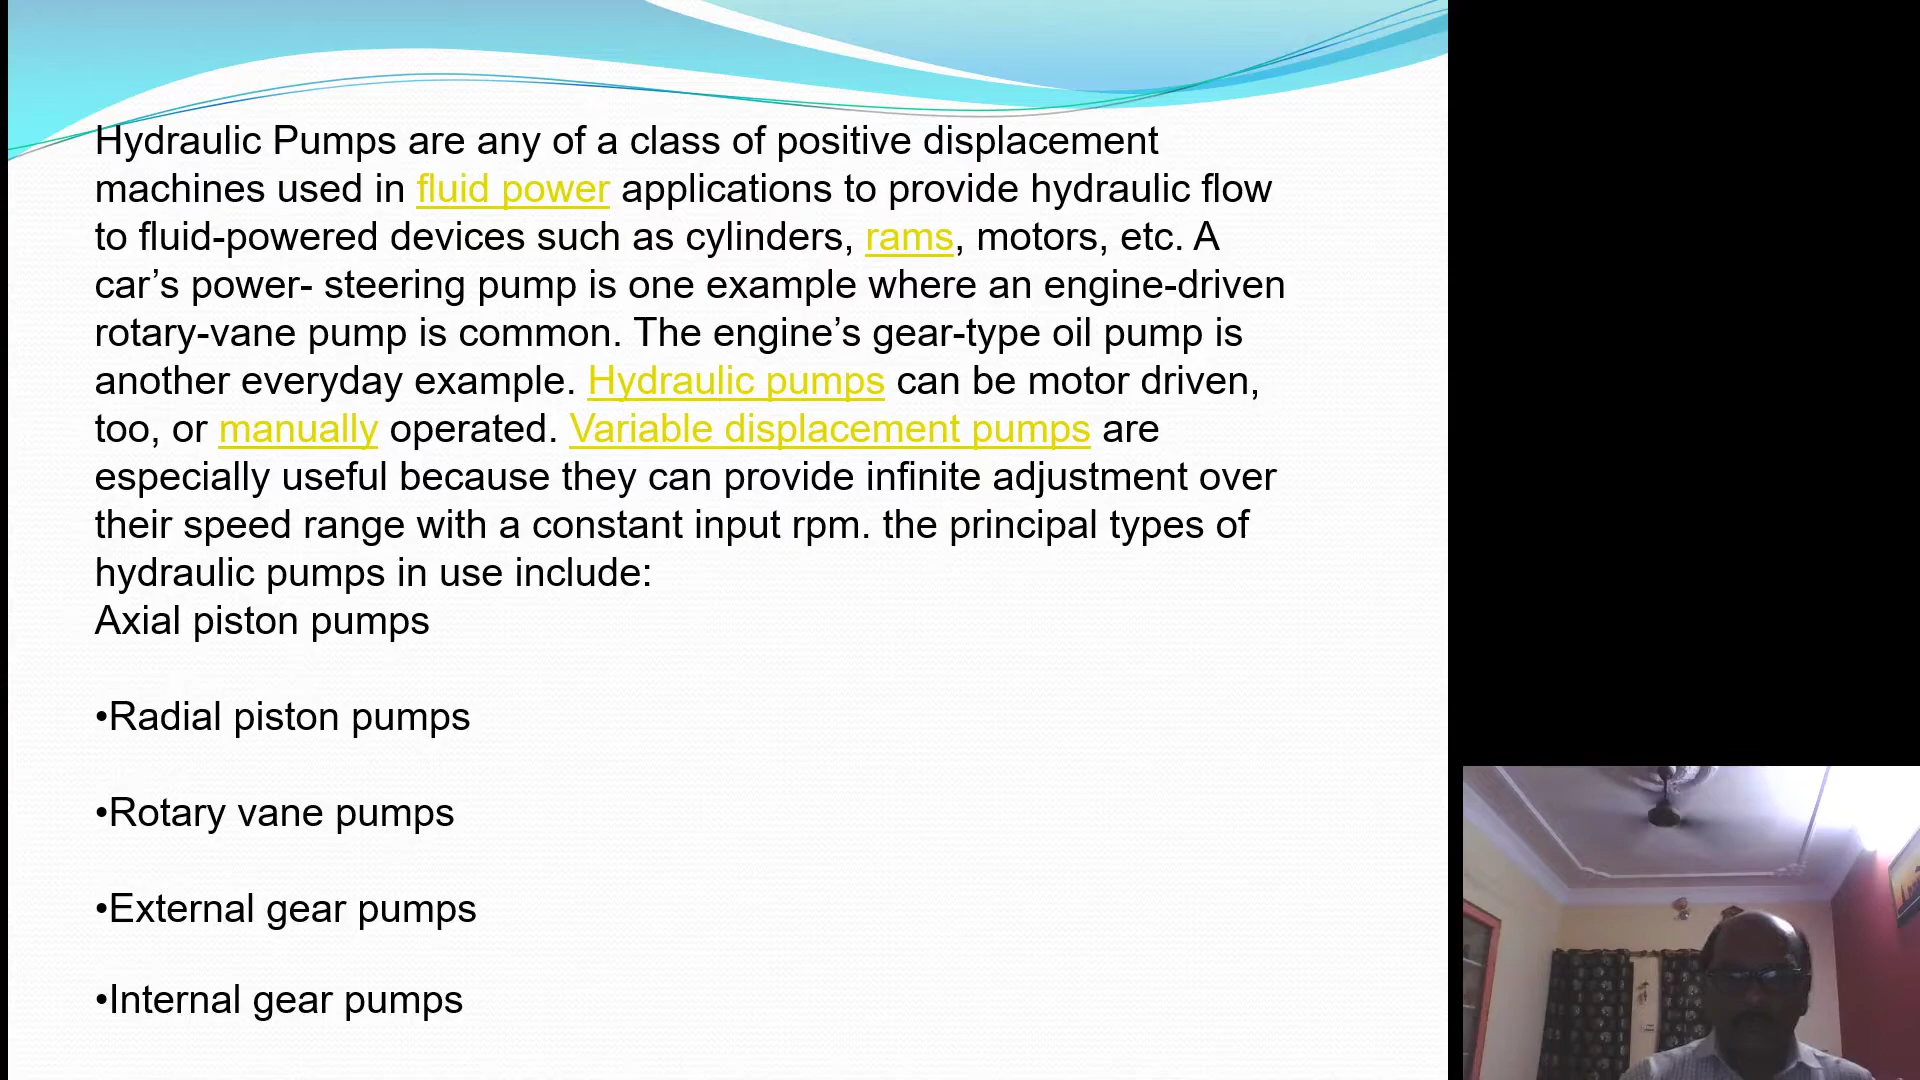 Hydraulic Pumps are any of a class of positive displacement
machines used in fluid power applications to provide hydraulic flow
to fluid-powered devices such as cylinders, rams, motors, etc. A
car’s power- steering pump is one example where an engine-driven
rotary-vane pump is common. The engine’s gear-type oil pump is
another everyday example. Hydraulic pumps can be motor driven,
too, or manually operated. Variable displacement pumps are
especially useful because they can provide infinite adjustment over
their speed range with a constant input rpm. the principal types of
hydraulic pumps in use include:
Axial piston pumps
•Radial piston pumps
•Rotary vane pumps
•External gear pumps
•Internal gear pumps